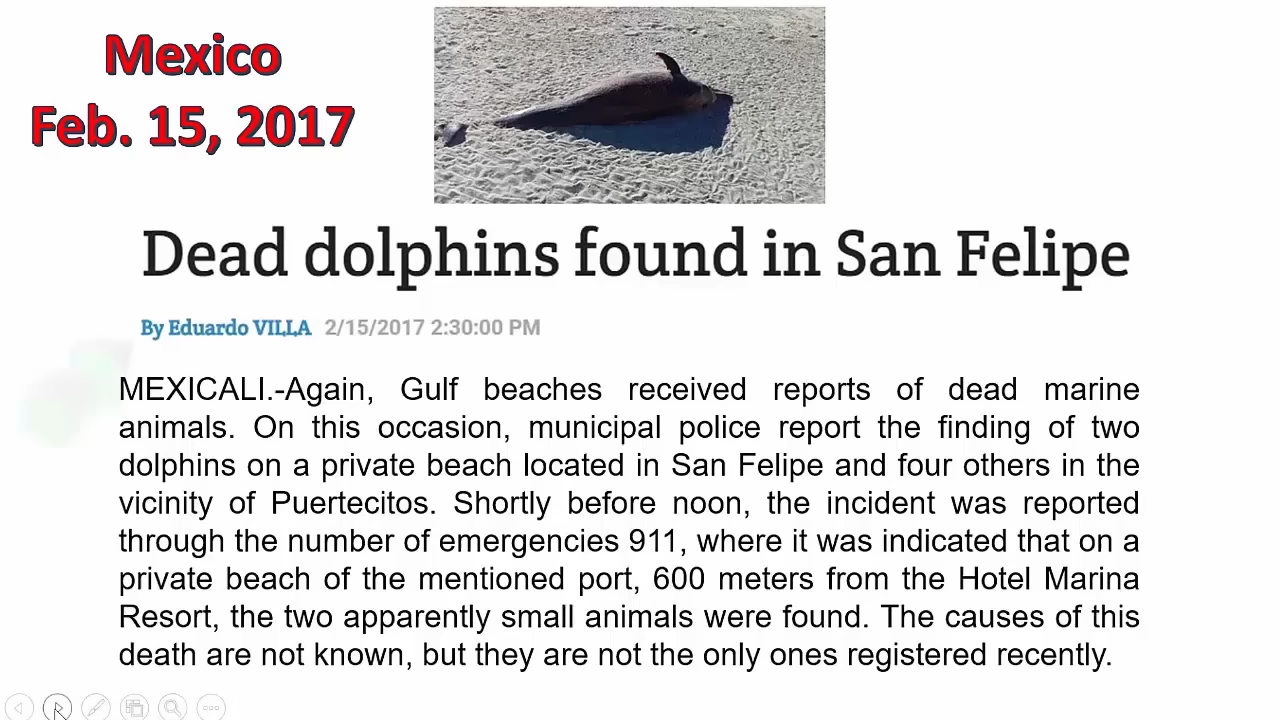 Mexico
Feb. 15, 2017
Dead dolphins found in San Felipe
By Eduardo VILLA 2/15/2017 2:30:00 PM
MEXICALI.-Again, Gulf beaches received reports of dead marine
animals. On this occasion, municipal police report the finding of two
dolphins on a private beach located in San Felipe and four others in the
vicinity of Puertecitos. Shortly before noon, the incident was reported
through the number of emergencies 911, where it was indicated that on a
private beach of the mentioned port, 600 meters from the Hotel Marina
Resort, the two apparently small animals were found. The causes of this
death are not known, but they are not the only ones registered recently.